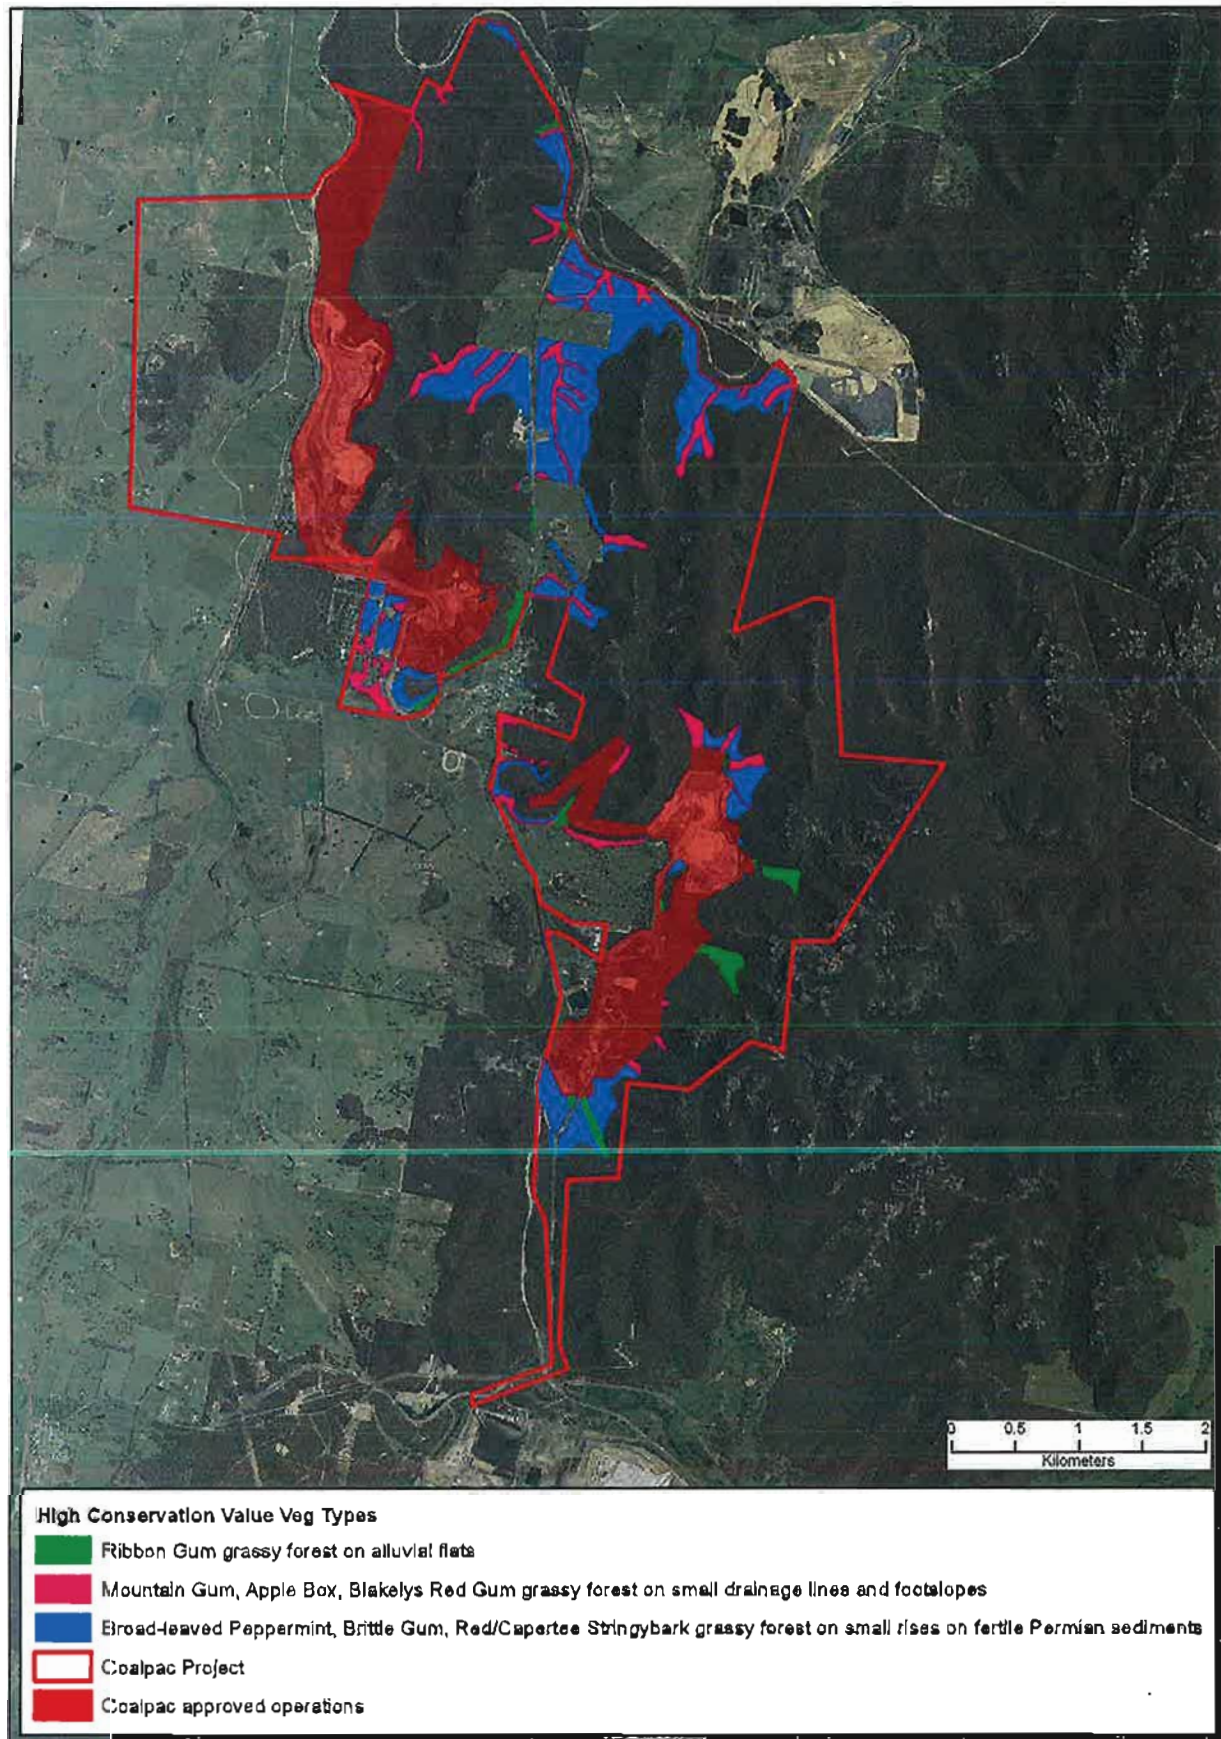 0 0.5 1 1.5 2
Kilometers
High Conservation Value Veg Types
Ribbon Gum grassy forest on alluvial flats
Mountain Gum, Apple Box, Blakelys Red Gum grassy forest on small drainage lines and footslopes
Broad-leaved Peppermint, Brittle Gum, Red/Capertee Stringybark grassy forest on small rises on fertile Permian sediments
Coalpac Project
Coalpac approved operations